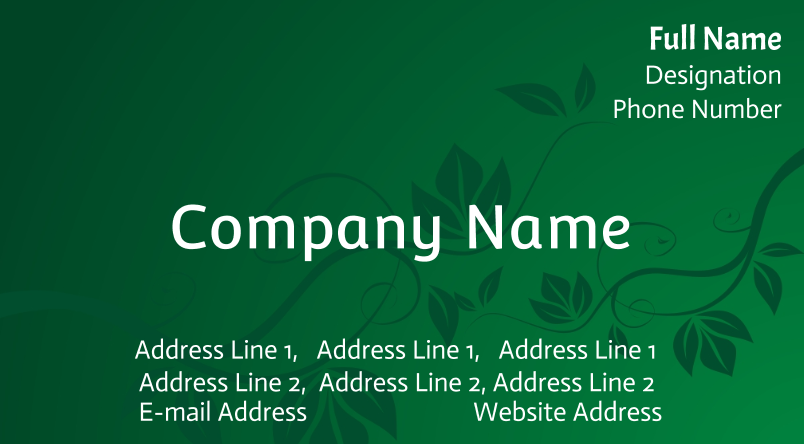 Full Name
Designation
Phone Number
Company Name
Address Line 1, Address Line 1, Address Line 1
Address Line 2, Address Line 2, Address Line 2
E-mail Address Website Address